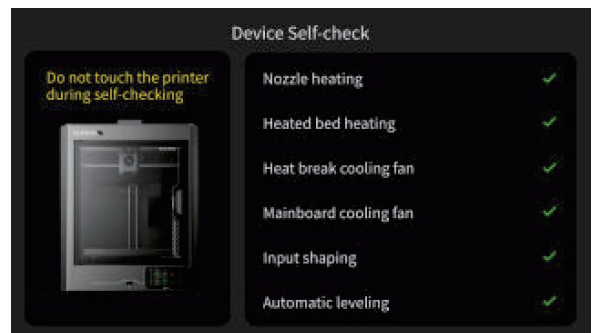 Device Self-check
Do not touch the printer
during self-checking
Nozzle heating
Heated bed heating
Heat break cooling fan
Mainboard cooling fan
Input shaping
Automatic leveling